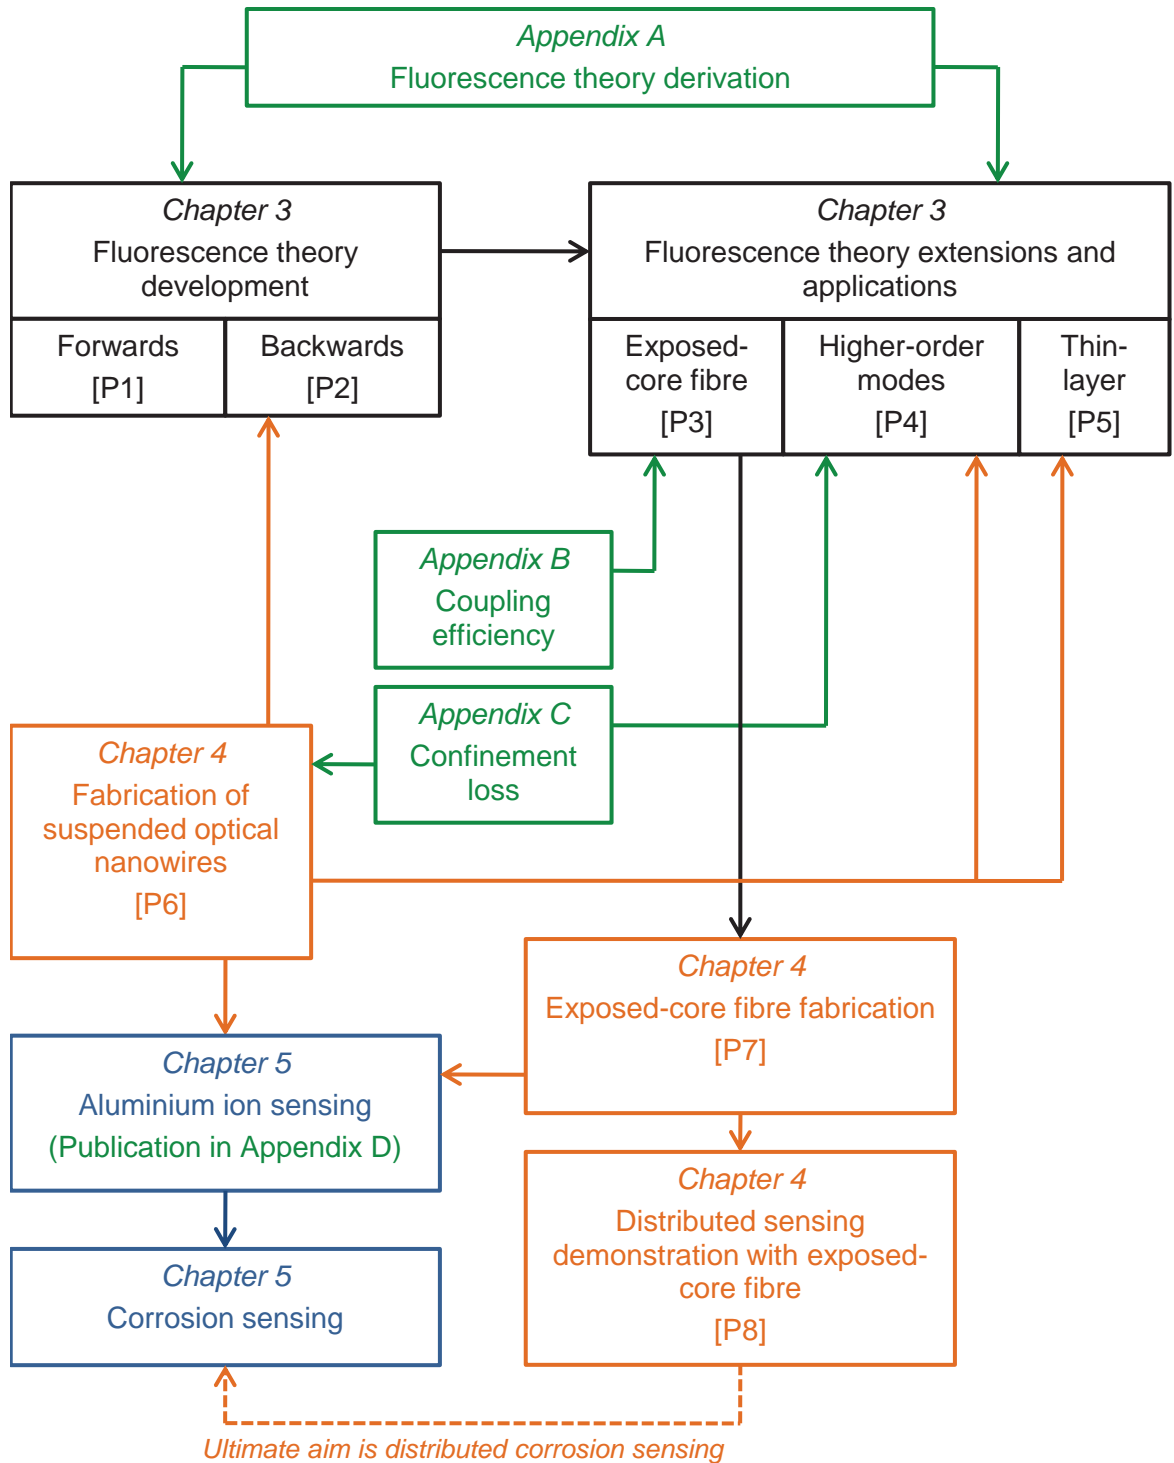 Appendix A
Fluorescence theory derivation
Chapter 3
Fluorescence theory
development
Forwards
[P1]
Backwards
[P2]
Chapter 3
Fluorescence theory extensions and
applications
Exposed-
core fibre
[P3]
Higher-order
modes
[P4]
Thin-
layer
[P5]
Appendix B
Coupling
efficiency
Appendix C
Confinement
loss
Chapter 4
Fabrication of
suspended optical
nanowires
[P6]
Chapter 4
Exposed-core fibre fabrication
[P7]
Chapter 5
Aluminium ion sensing
(Publication in Appendix D)
Chapter 4
Distributed sensing
demonstration with exposed-
core fibre
[P8]
Chapter 5
Corrosion sensing
Ultimate aim is distributed corrosion sensing